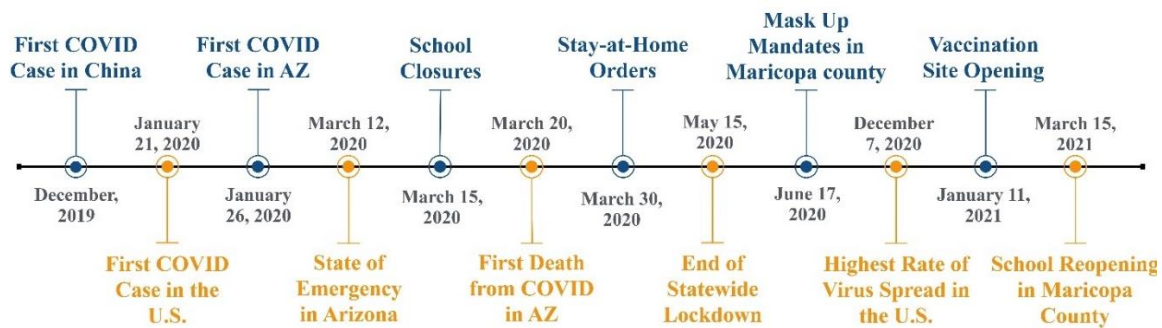 First COVID
Case in China
First COVID
Case in AZ
School
Closures
Stay-at-Home
Orders
Mask Up
Mandates in
Maricopa county
Vaccination
Site Opening
January
21, 2020
March 12,
2020
March 20,
2020
May 15,
2020
December
7, 2020
March 15,
2021
December,
2019
January
26, 2020
March 15,
2020
March 30,
2020
June 17,
2020
January 11,
2021
First COVID
Case in the
U.S.
State of
Emergency
in Arizona
First Death
from COVID
in AZ
End of
Statewide
Lockdown
Highest Rate of
Virus Spread in
the U.S.
School Reopening
in Maricopa
County